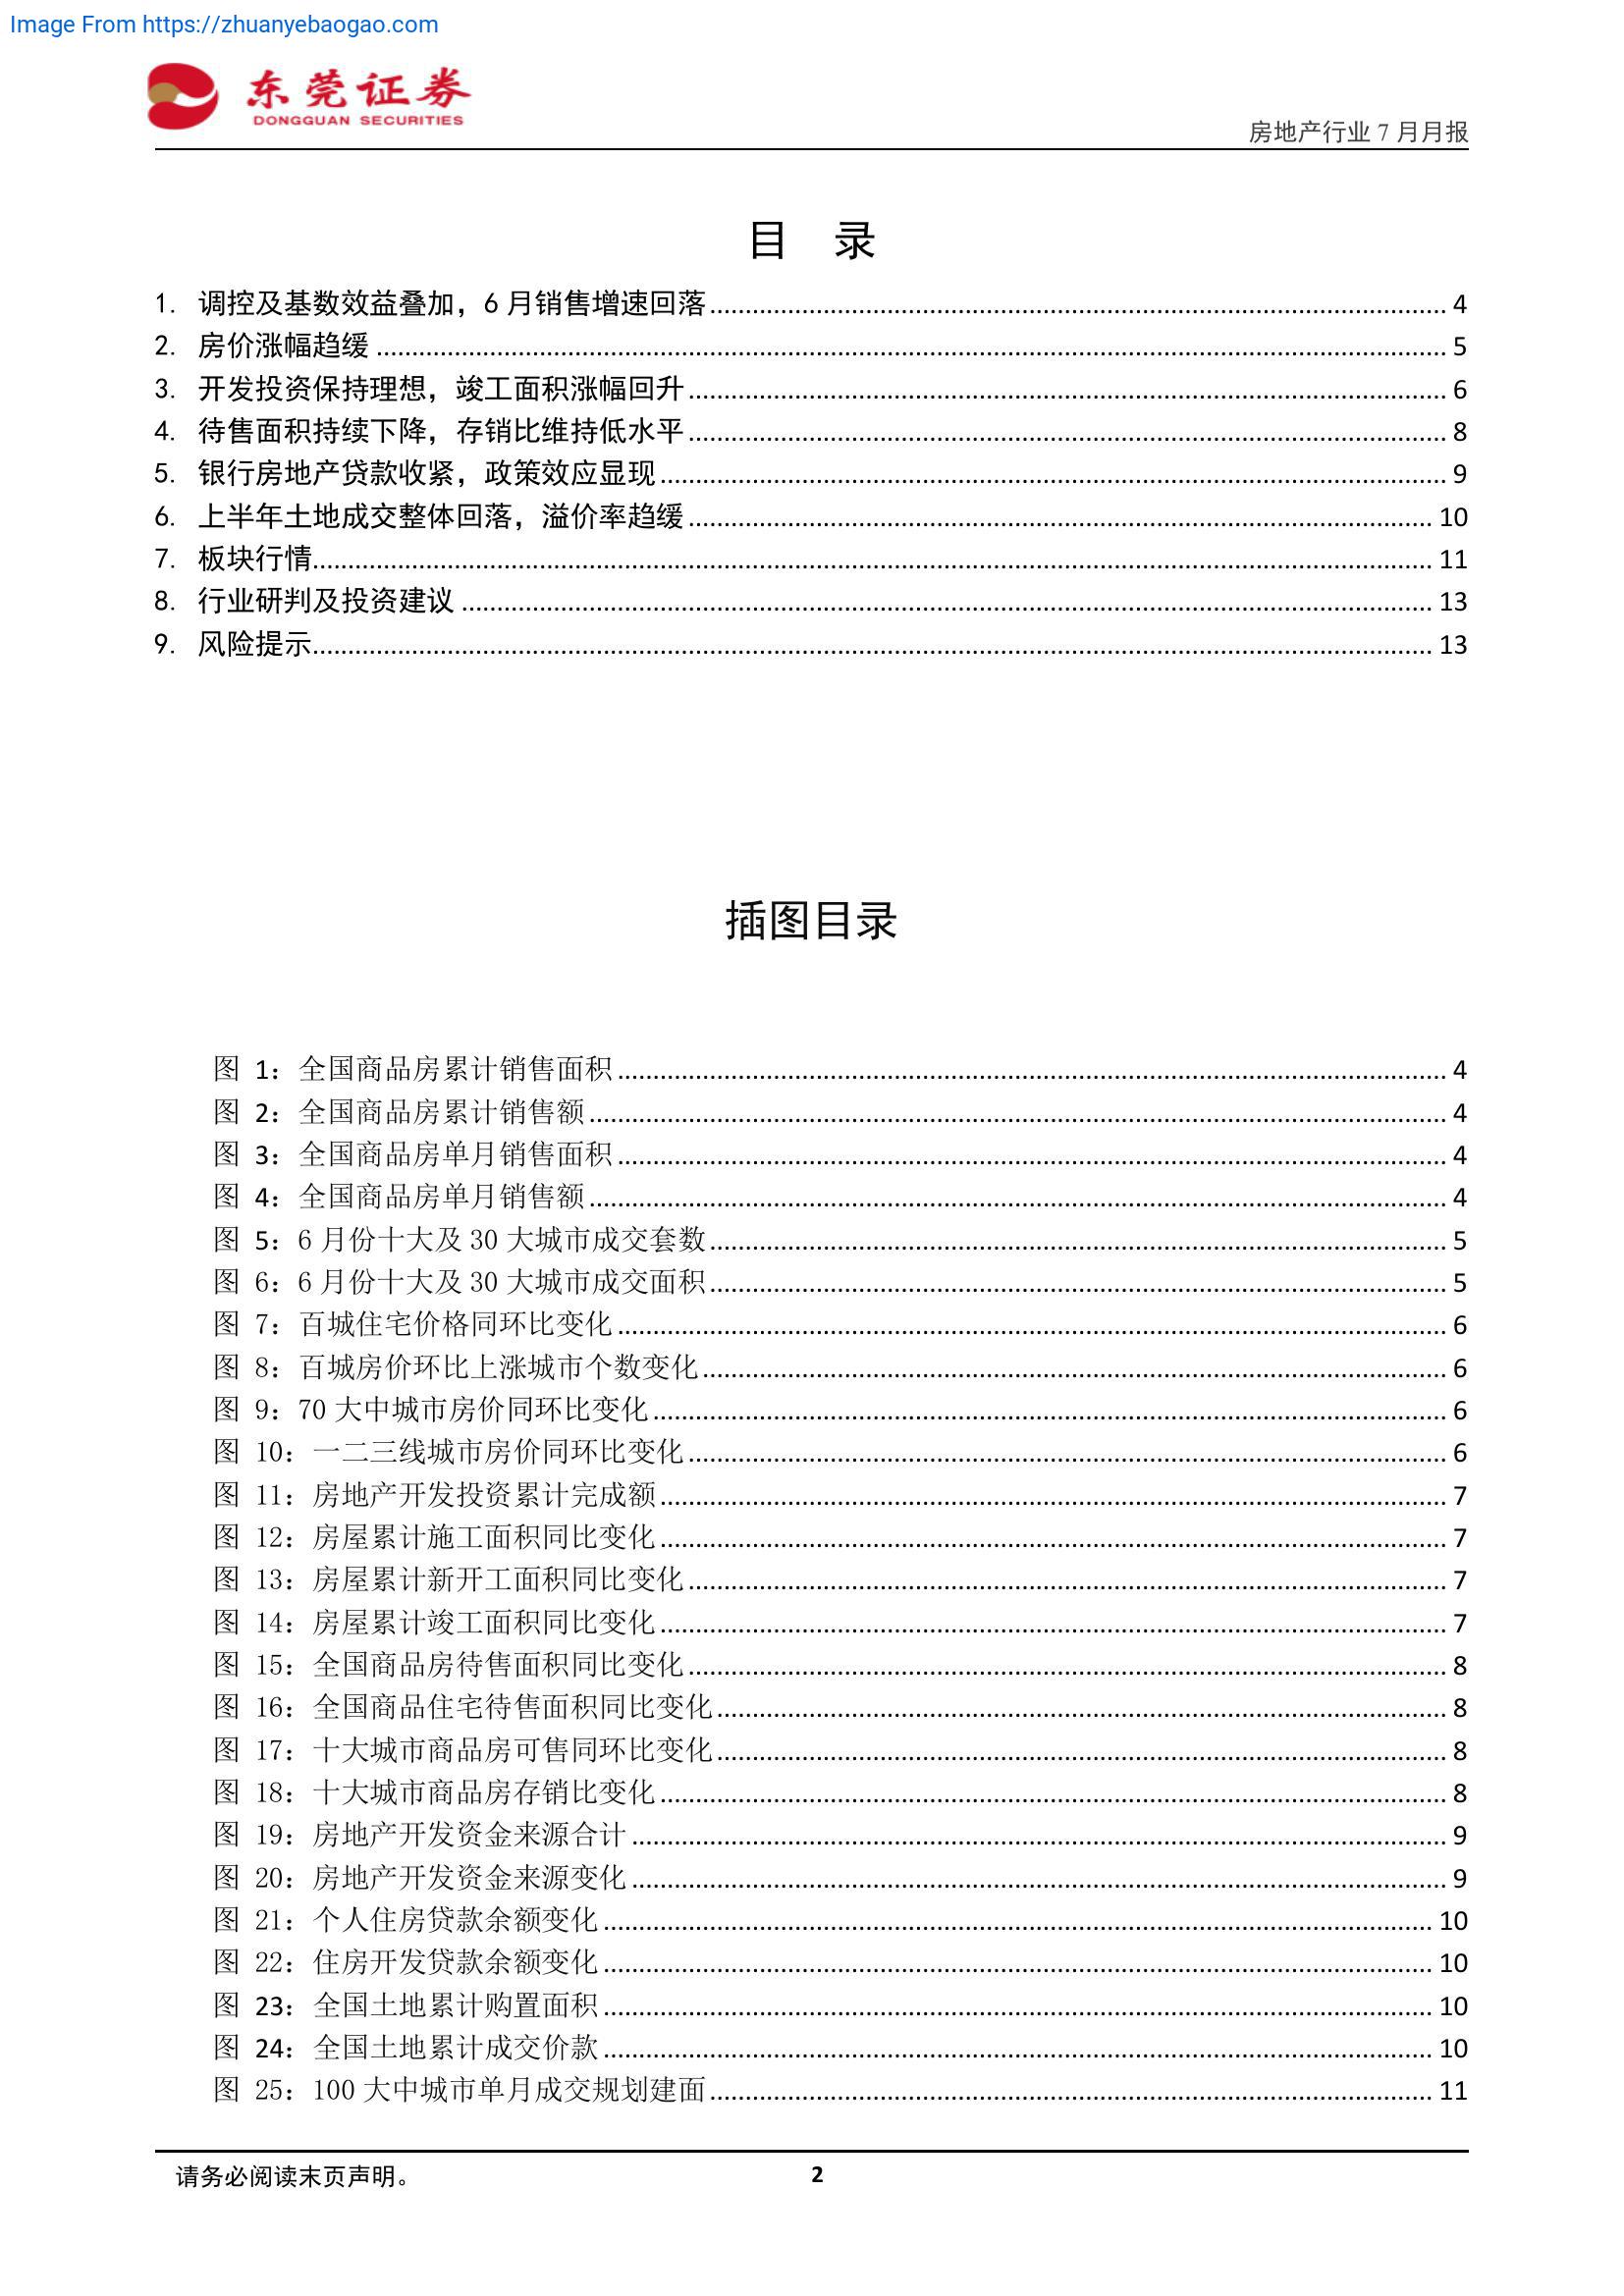 Image From https://zhuanyebaogao.com
东莞证券
DONGGUAN SECURITIES
房地产行业 7 月月报
目 录
1. 调控及基数效益叠加，6 月销售增速回落........ 4
2. 房价涨幅趋缓........ 5
3. 开发投资保持理想，竣工面积涨幅回升........ 6
4. 待售面积持续下降，存销比维持低水平........ 8
5. 银行房地产贷款收紧，政策效应显现........ 9
6. 上半年土地成交整体回落，溢价率趋缓........ 10
7. 板块行情........ 11
8. 行业研判及投资建议........ 13
9. 风险提示........ 13
插图目录
图 1：全国商品房累计销售面积........ 4
图 2：全国商品房累计销售额........ 4
图 3：全国商品房单月销售面积........ 4
图 4：全国商品房单月销售额........ 4
图 5：6 月份十大及 30 大城市成交套数........ 5
图 6：6 月份十大及 30 大城市成交面积........ 5
图 7：百城住宅价格同环比变化........ 6
图 8：百城房价环比上涨城市个数变化........ 6
图 9：70 大中城市房价同环比变化........ 6
图 10：一二三线城市房价同环比变化........ 6
图 11：房地产开发投资累计完成额........ 7
图 12：房屋累计施工面积同比变化........ 7
图 13：房屋累计新开工面积同比变化........ 7
图 14：房屋累计竣工面积同比变化........ 7
图 15：全国商品房待售面积同比变化........ 8
图 16：全国商品住宅待售面积同比变化........ 8
图 17：十大城市商品房可售同环比变化........ 8
图 18：十大城市商品房存销比变化........ 8
图 19：房地产开发资金来源合计........ 9
图 20：房地产开发资金来源变化........ 9
图 21：个人住房贷款余额变化........ 10
图 22：住房开发贷款余额变化........ 10
图 23：全国土地累计购置面积........ 10
图 24：全国土地累计成交价款........ 10
图 25：100 大中城市单月成交规划建面........ 11
请务必阅读末页声明。
2